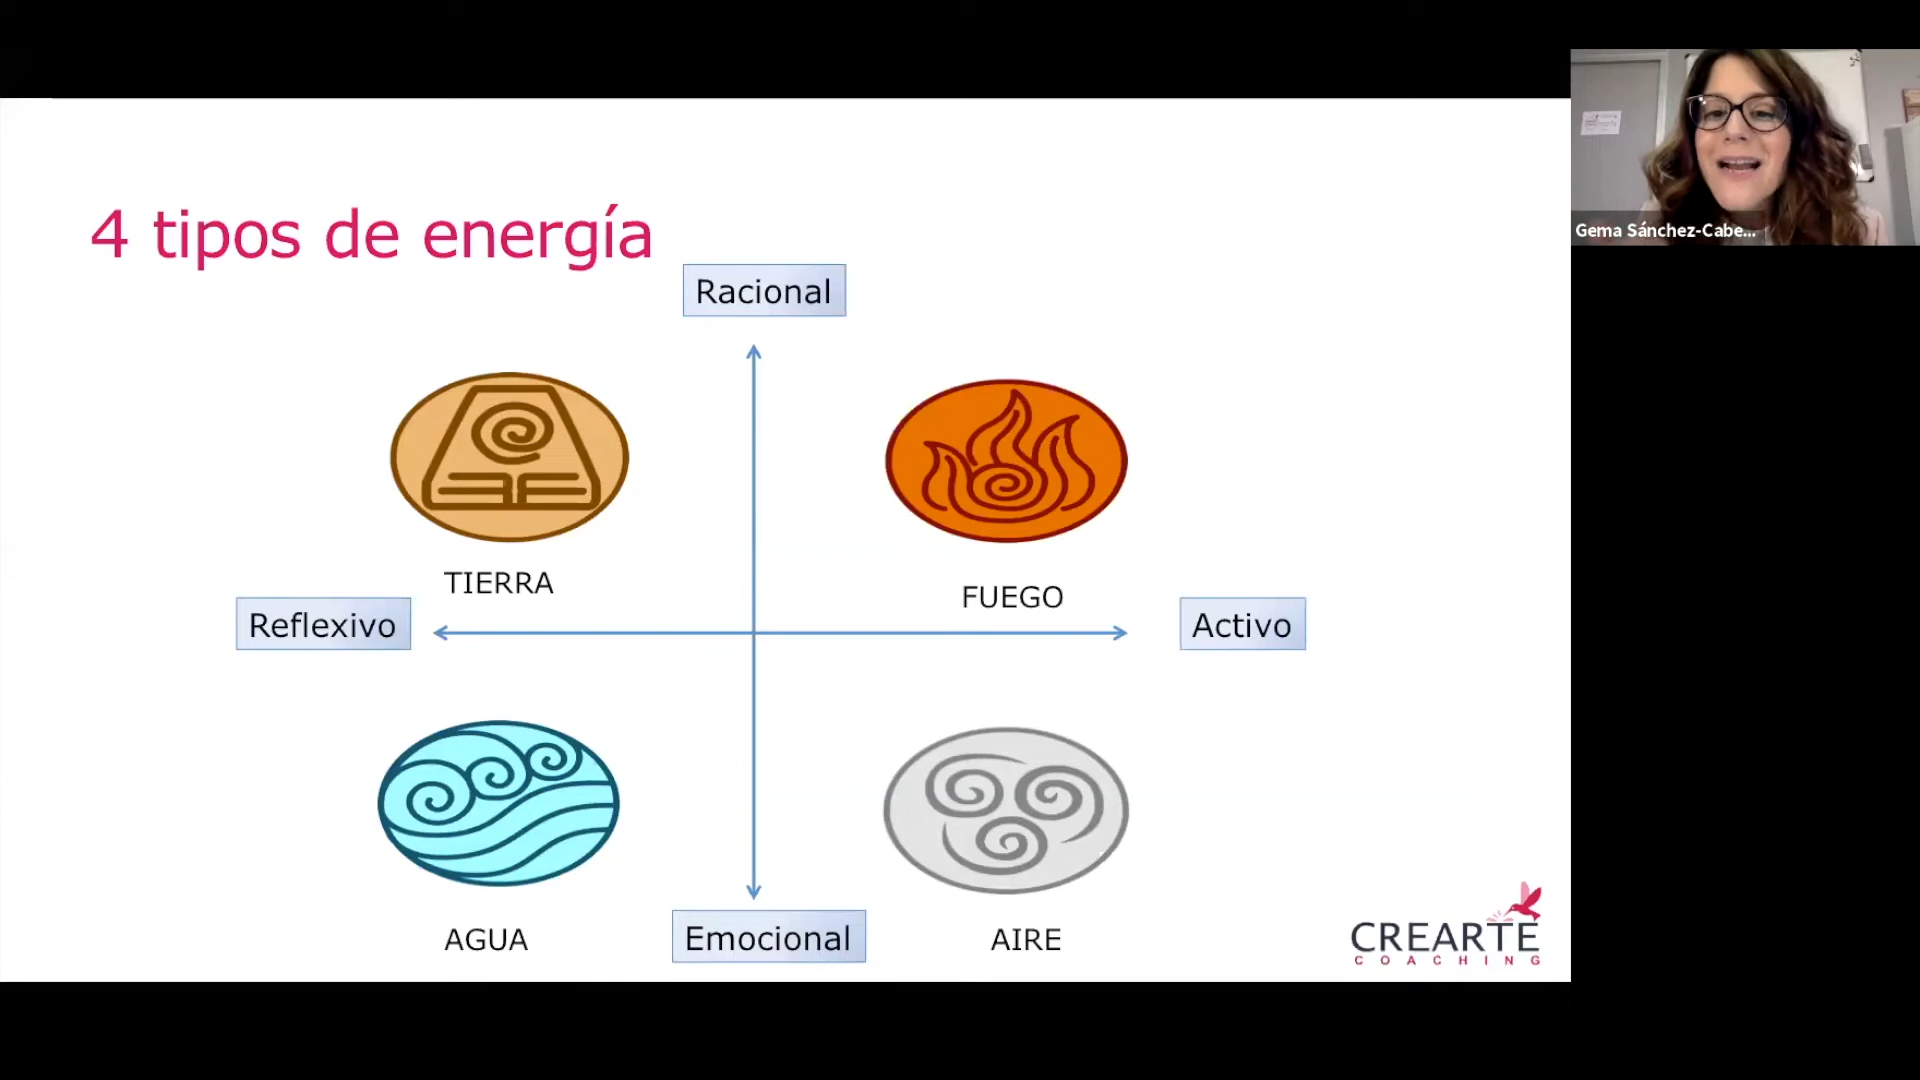 4 tipos de energía
Racional
TIERRA
FUEGO
Reflexivo
Activo
AGUA
Emocional
AIRE
CREARTE
COACHING
Gema Sánchez-Cabe...